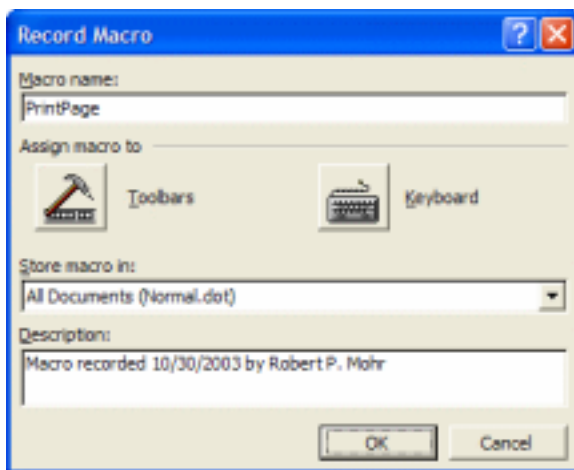 Record Macro
Macro name:
PrintPage
Assign macro to
Toolbars Keyboard
Store macro in:
All Documents (Normal.dot)
Description:
Macro recorded 10/30/2003 by Robert P. Mohr
OK Cancel